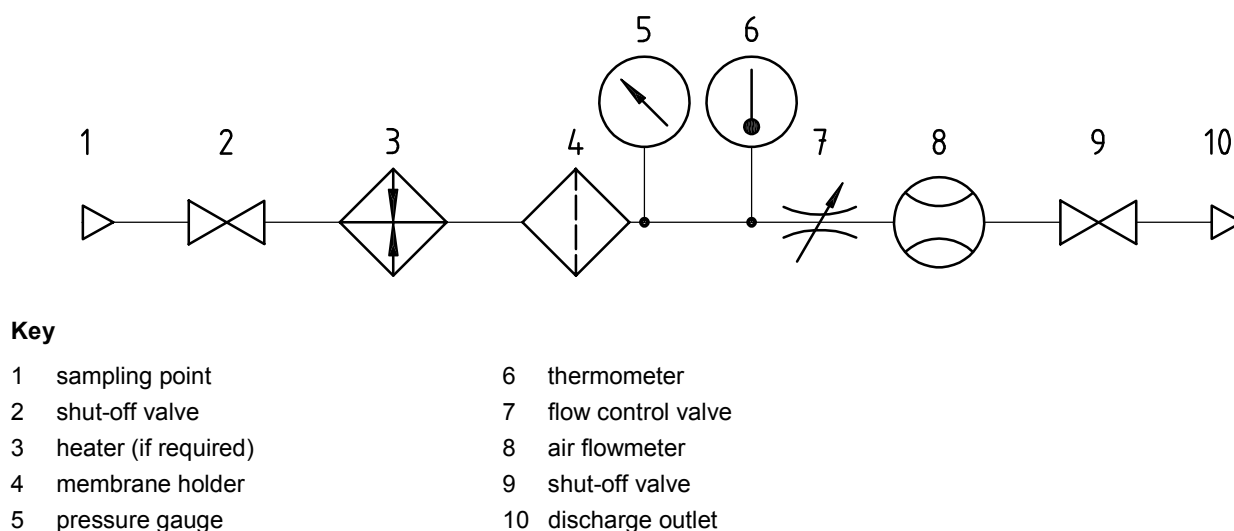 5 6
1 2 3 4 7 8 9 10
Key
1 sampling point
2 shut-off valve
3 heater (if required)
4 membrane holder
5 pressure gauge
6 thermometer
7 flow control valve
8 air flowmeter
9 shut-off valve
10 discharge outlet